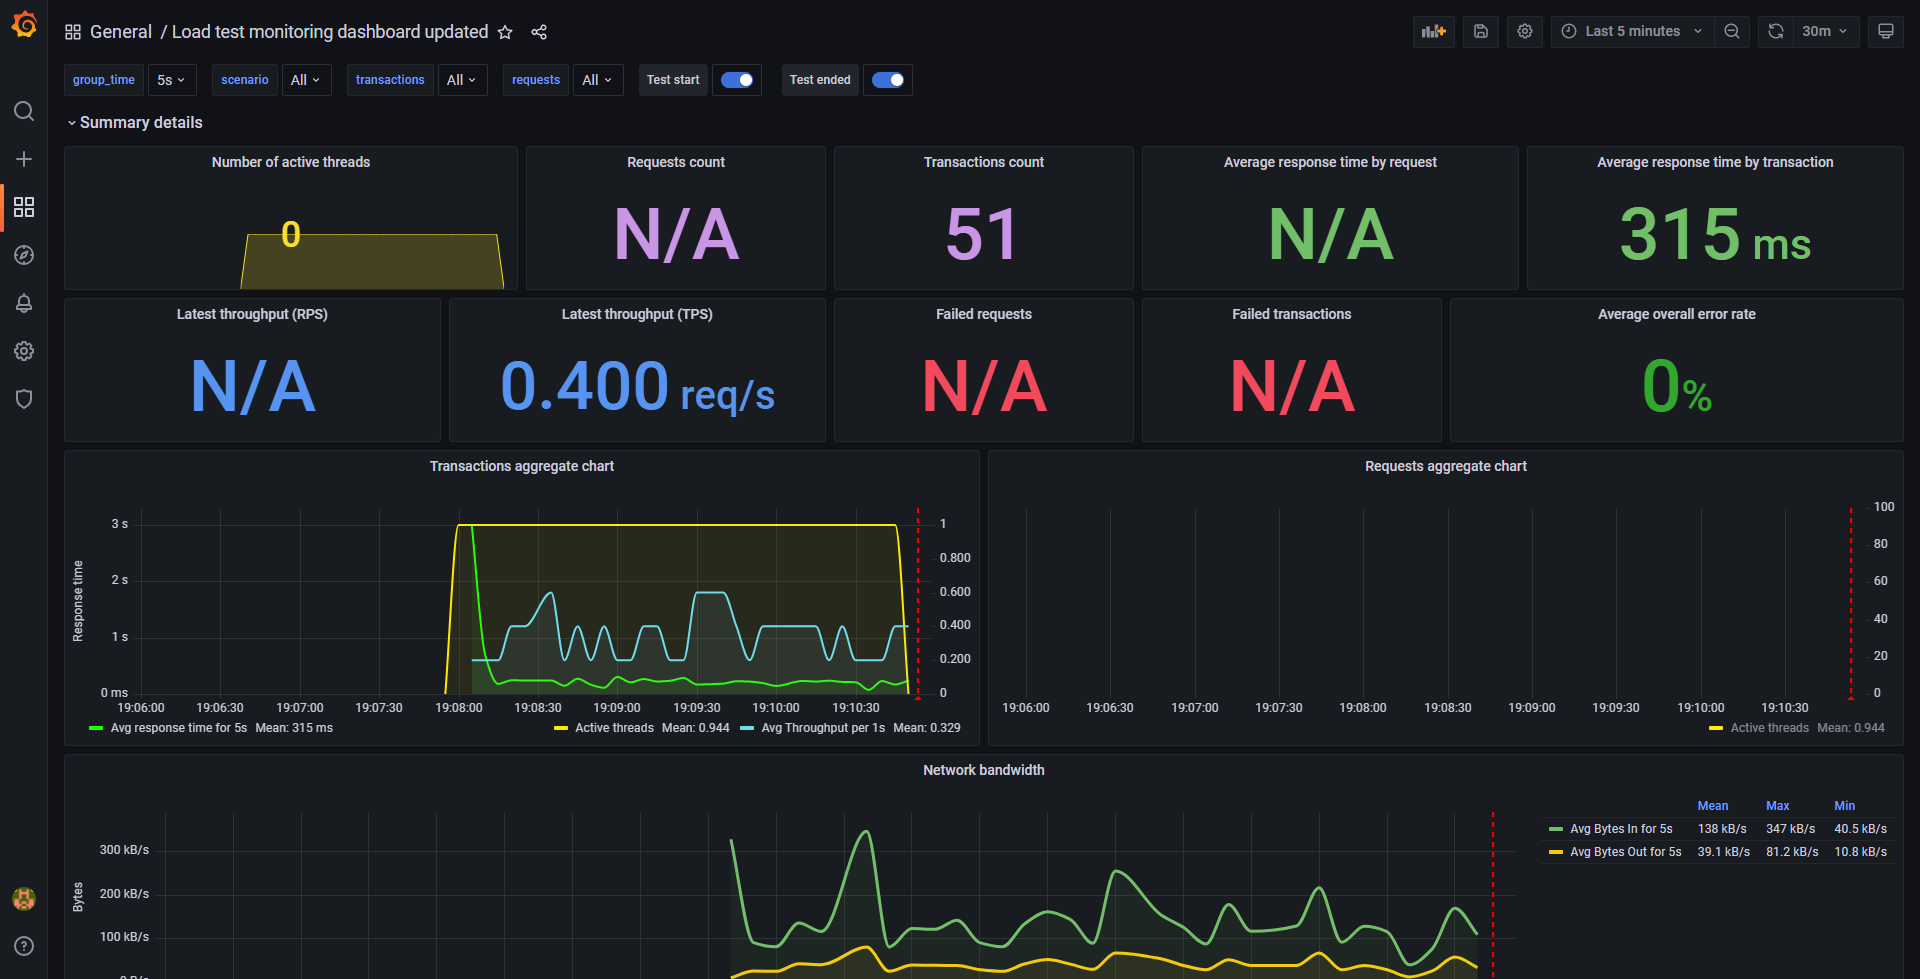 General / Load test monitoring dashboard updated
Last 5 minutes
30m
group_time 5s scenario All transactions All requests All Test start Test ended
Summary details
Number of active threads
0
Requests count
N/A
Transactions count
51
Average response time by request
N/A
Average response time by transaction
315 ms
Latest throughput (RPS)
N/A
Latest throughput (TPS)
0.400 req/s
Failed requests
N/A
Failed transactions
N/A
Average overall error rate
0%
Transactions aggregate chart
Response time
3 s
2 s
1 s
0 ms
1
0.800
0.600
0.400
0.200
0
19:06:00 19:06:30 19:07:00 19:07:30 19:08:00 19:08:30 19:09:00 19:09:30 19:10:00 19:10:30
Avg response time for 5s Mean: 315 ms Active threads Mean: 0.944 Avg Throughput per 1s Mean: 0.329
Requests aggregate chart
100
80
60
40
20
0
19:06:00 19:06:30 19:07:00 19:07:30 19:08:00 19:08:30 19:09:00 19:09:30 19:10:00 19:10:30
Active threads Mean: 0.944
Network bandwidth
Bytes
300 kB/s
200 kB/s
100 kB/s
0 B/s
Mean Max Min
Avg Bytes In for 5s 138 kB/s 347 kB/s 40.5 kB/s
Avg Bytes Out for 5s 39.1 kB/s 81.2 kB/s 10.8 kB/s